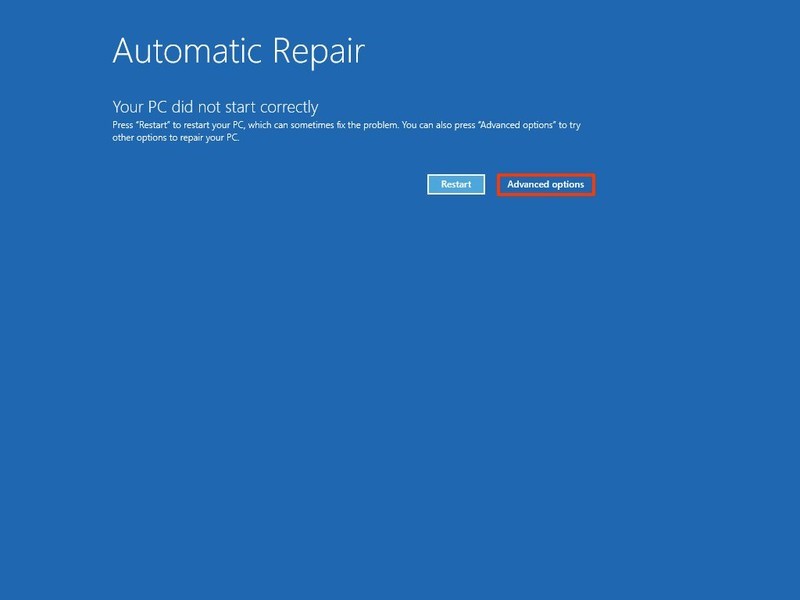 Automatic Repair
Your PC did not start correctly
Press "Restart" to restart your PC, which can sometimes fix the problem. You can also press "Advanced options" to try
other options to repair your PC.
Restart
Advanced options